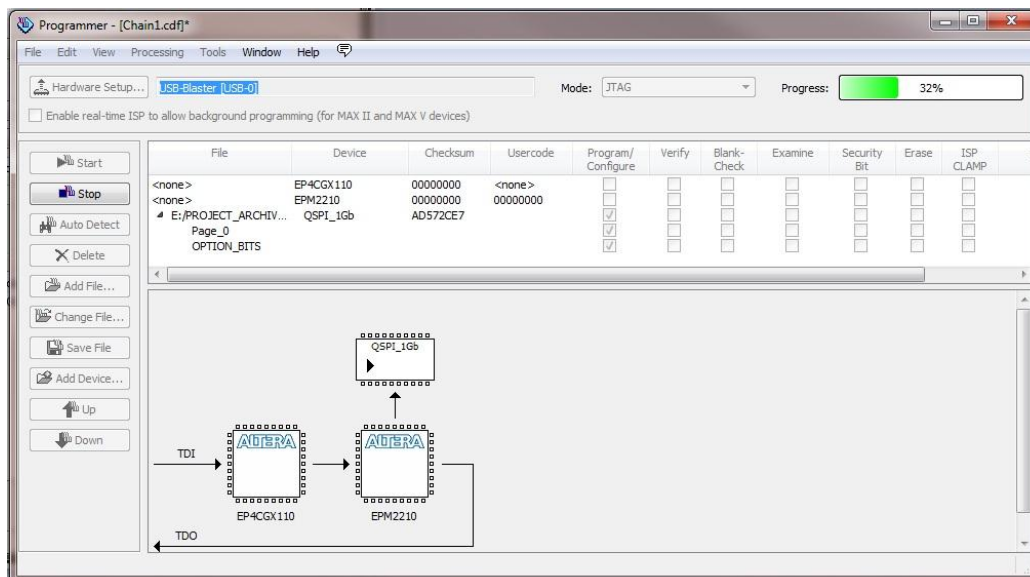 Programmer - [Chain1.cdf]*
File Edit View Processing Tools Window Help
Hardware Setup... USB-Blaster [USB-0] Mode: JTAG Progress: 32%
Enable real-time ISP to allow background programming (for MAX II and MAX V devices)
Start
Stop
Auto Detect
Delete
Add File...
Change File...
Save File
Add Device...
Up
Down
File Device Checksum Usercode Program/ Configure Verify Blank- Check Examine Security Bit Erase ISP CLAMP
<none> EP4CGX110 00000000 <none>
<none> EPM2210 00000000 00000000
E:/PROJECT_ARCHIV... QSPI_1Gb AD572CE7
Page_0
OPTION_BITS
QSPI_1Gb
ALTERA ALTERA
TDI
EP4CGX110 EPM2210
TDO